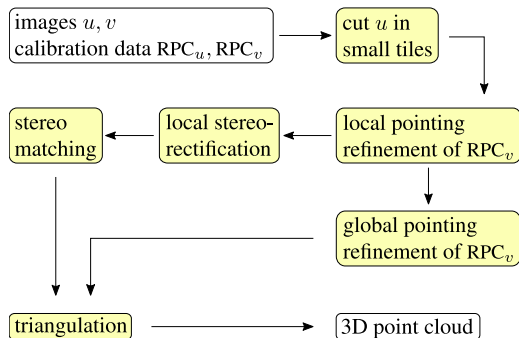 images u, v
calibration data RPC_u, RPC_v
cut u in
small tiles
stereo
matching
local stereo-
rectification
local pointing
refinement of RPC_v
global pointing
refinement of RPC_v
triangulation
3D point cloud